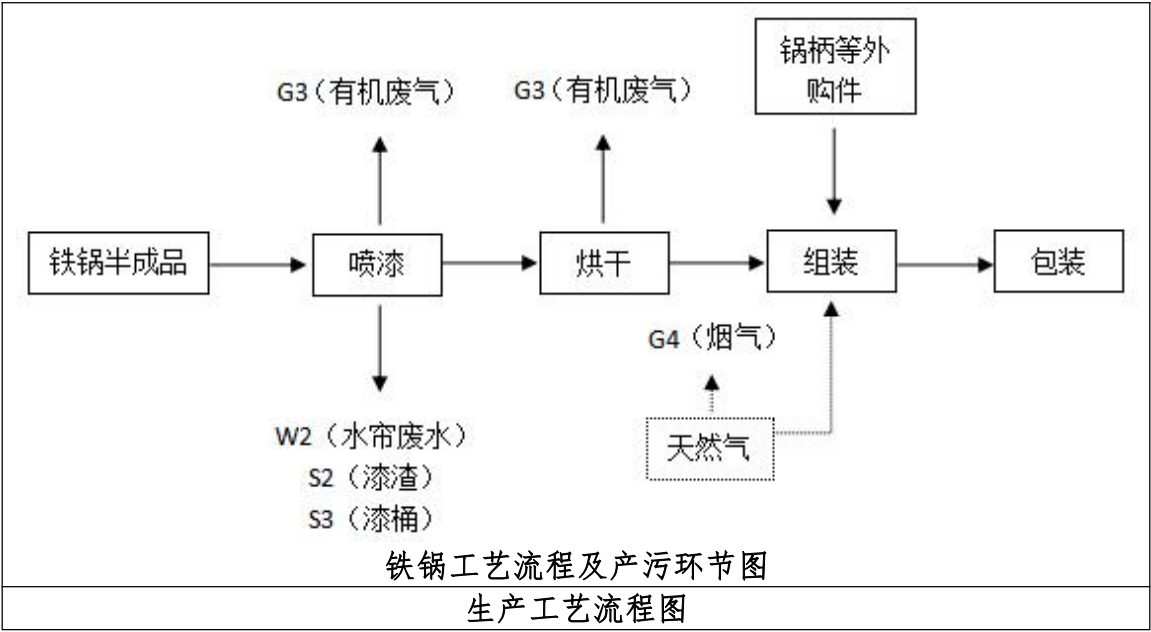 锅柄等外
购件
G3（有机废气）
G3（有机废气）
铁锅半成品
喷漆
烘干
组装
包装
G4（烟气）
天然气
W2（水帘废水）
S2（漆渣）
S3（漆桶）
铁锅工艺流程及产污环节图
生产工艺流程图